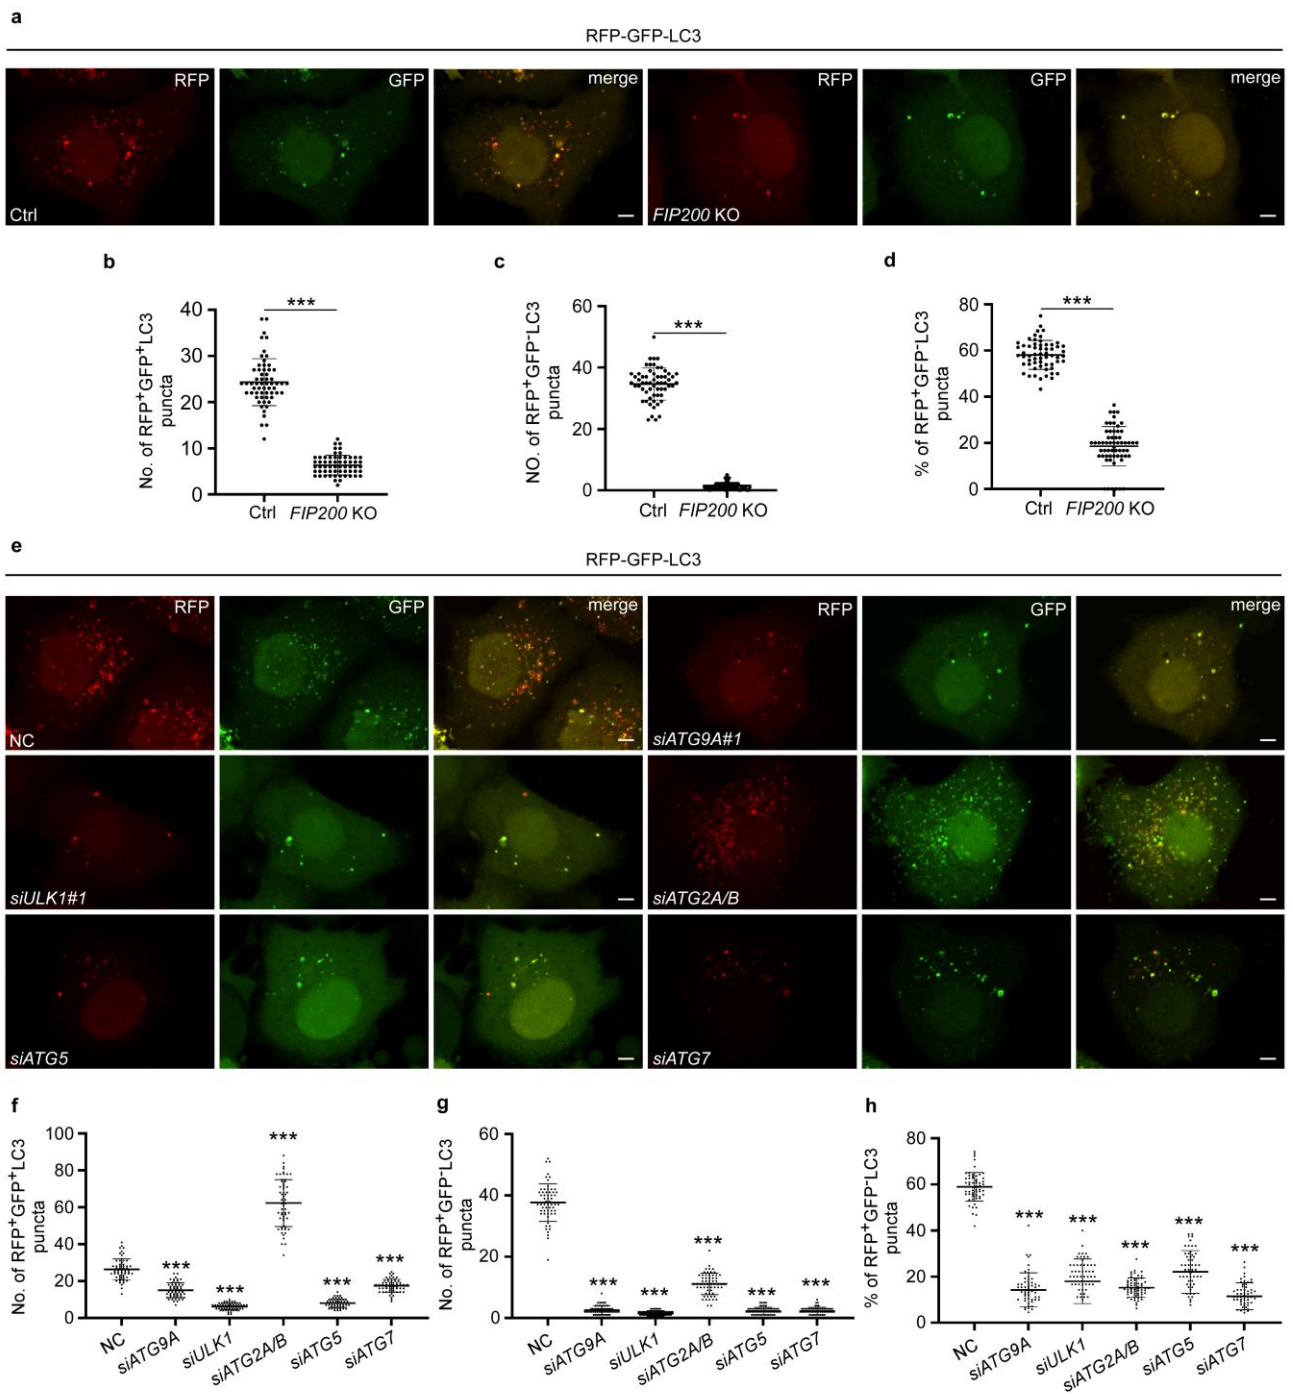 a
RFP-GFP-LC3
RFP GFP merge RFP GFP merge
Ctrl FIP200 KO
b c d
No. of RFP⁺GFP⁺LC3
puncta
40
30
20
10
0
***
Ctrl FIP200 KO
NO. of RFP⁺GFP⁻LC3
puncta
60
40
20
0
***
Ctrl FIP200 KO
% of RFP⁺GFP⁻LC3
puncta
80
60
40
20
0
***
Ctrl FIP200 KO
e
RFP-GFP-LC3
RFP GFP merge RFP GFP merge
NC siATG9A#1
siULK1#1 siATG2A/B
siATG5 siATG7
f g h
No. of RFP⁺GFP⁺LC3
puncta
100
80
60
40
20
0
*** *** *** *** ***
NC siATG9A siULK1 siATG2A/B siATG5 siATG7
No. of RFP⁺GFP⁻LC3
puncta
60
40
20
0
*** *** *** *** ***
NC siATG9A siULK1 siATG2A/B siATG5 siATG7
% of RFP⁺GFP⁻LC3
puncta
80
60
40
20
0
*** *** *** *** ***
NC siATG9A siULK1 siATG2A/B siATG5 siATG7